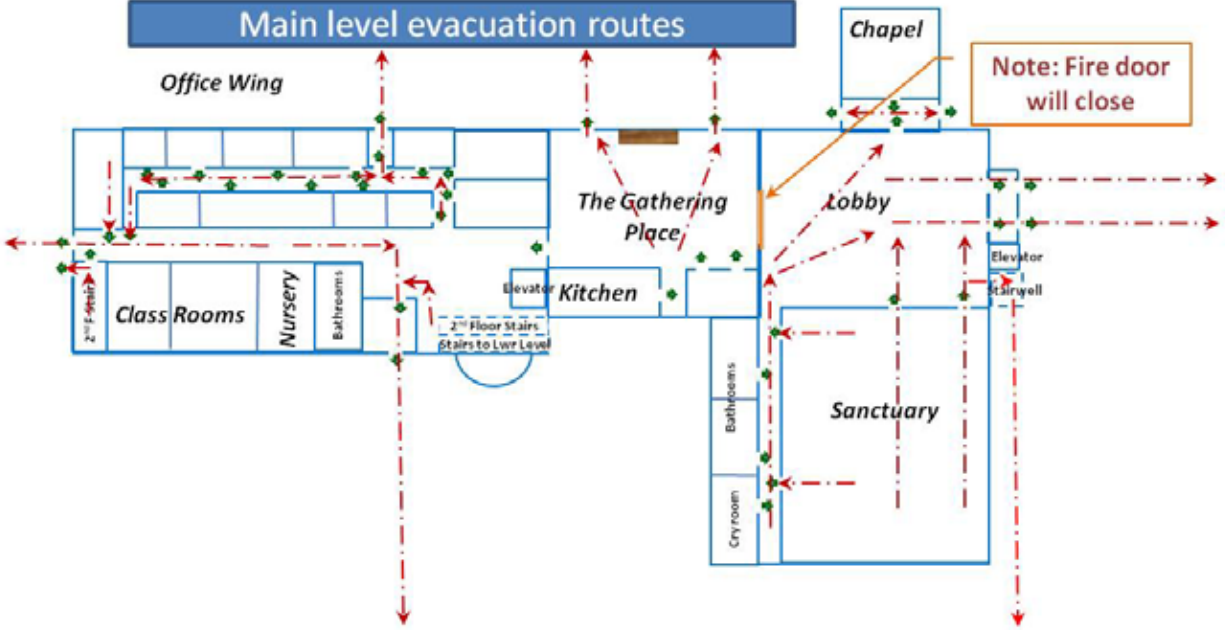 Main level evacuation routes
Chapel
Office Wing
Note: Fire door
will close
The Gathering
Place
Lobby
Elevator
Stairwell
Elevator
Kitchen
2nd F Stair
Class Rooms
Nursery
Bathrooms
2nd Floor Stairs
Stairs to Lwr Level
Bathrooms
Sanctuary
Cry room